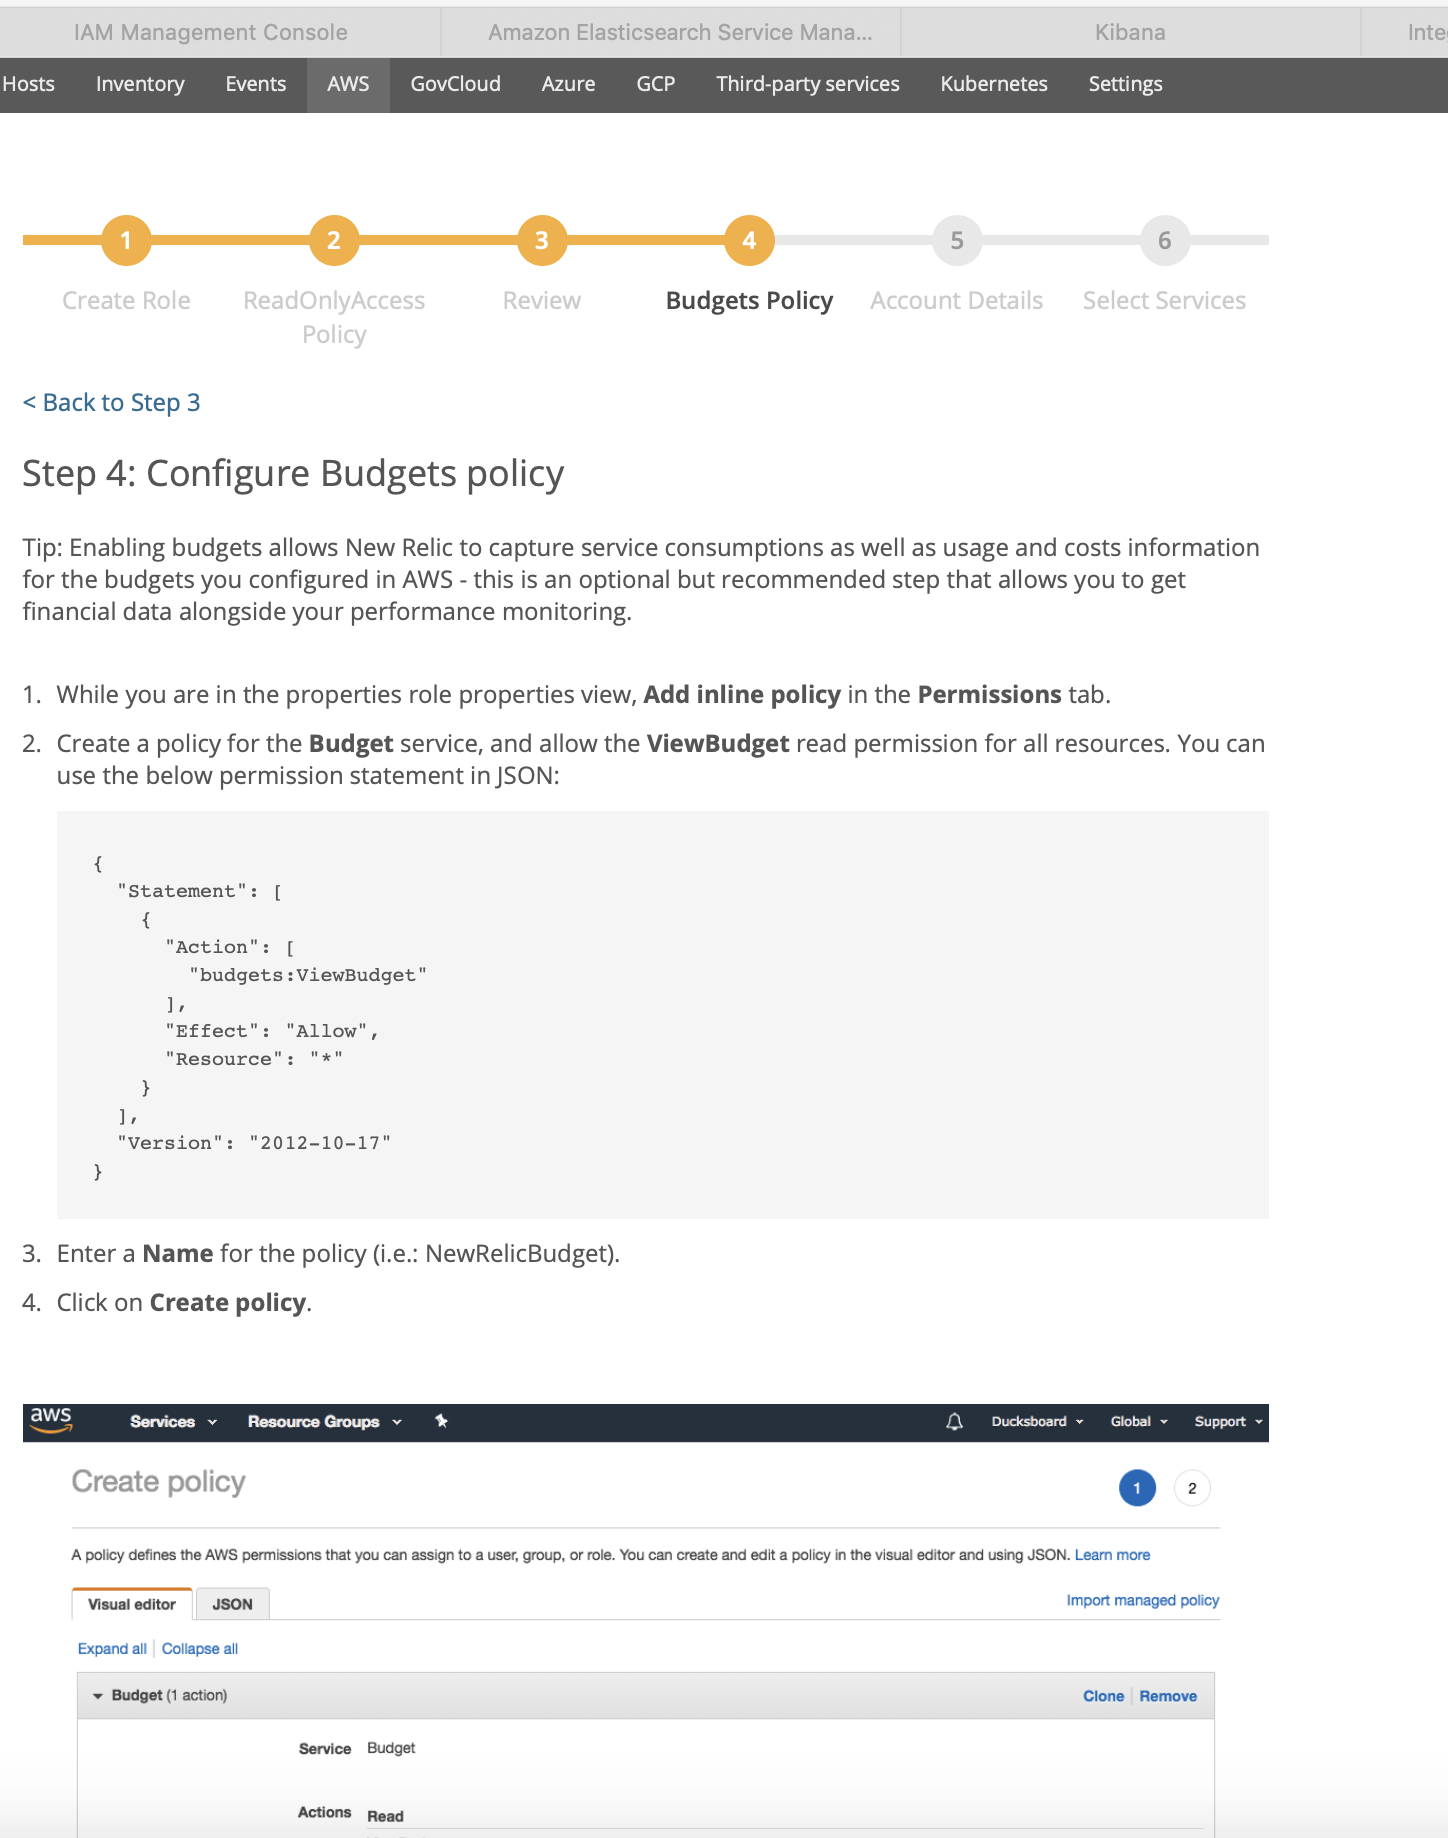 IAM Management Console
Amazon Elasticsearch Service Mana...
Kibana
Inte
Hosts
Inventory
Events
AWS
GovCloud
Azure
GCP
Third-party services
Kubernetes
Settings
1
2
3
4
5
6
Create Role
ReadOnlyAccess
Policy
Review
Budgets Policy
Account Details
Select Services
< Back to Step 3
Step 4: Configure Budgets policy
Tip: Enabling budgets allows New Relic to capture service consumptions as well as usage and costs information
for the budgets you configured in AWS - this is an optional but recommended step that allows you to get
financial data alongside your performance monitoring.
1. While you are in the properties role properties view, Add inline policy in the Permissions tab.
2. Create a policy for the Budget service, and allow the ViewBudget read permission for all resources. You can
use the below permission statement in JSON:
{
"Statement": [
{
"Action": [
"budgets:ViewBudget"
],
"Effect": "Allow",
"Resource": "*"
}
],
"Version": "2012-10-17"
}
3. Enter a Name for the policy (i.e.: NewRelicBudget).
4. Click on Create policy.
aws
Services
Resource Groups
Ducksboard
Global
Support
Create policy
1
2
A policy defines the AWS permissions that you can assign to a user, group, or role. You can create and edit a policy in the visual editor and using JSON. Learn more
Visual editor
JSON
Import managed policy
Expand all
Collapse all
Budget (1 action)
Clone
Remove
Service
Budget
Actions
Read